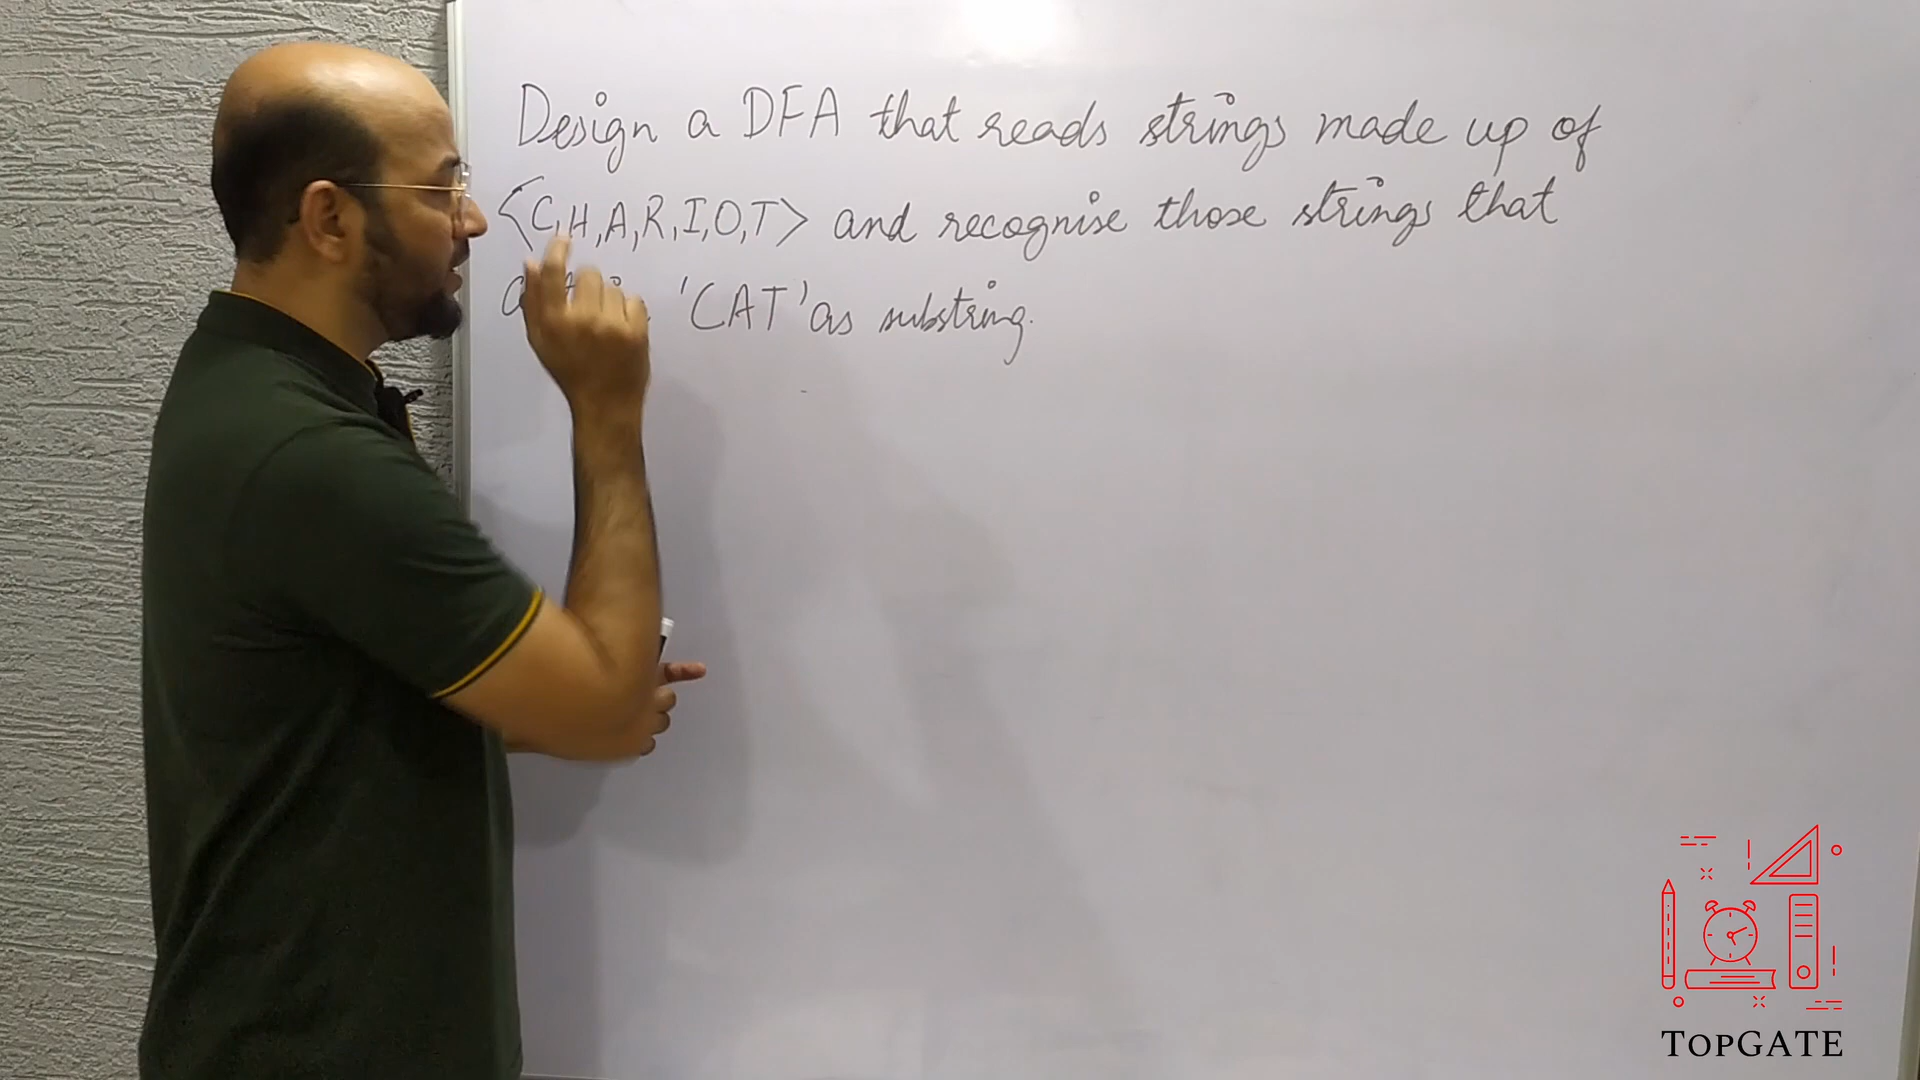 Design a DFA that reads strings made up of
<C,H,A,R,I,O,T> and recognise those strings that
'CAT' as substring.
TOPGATE